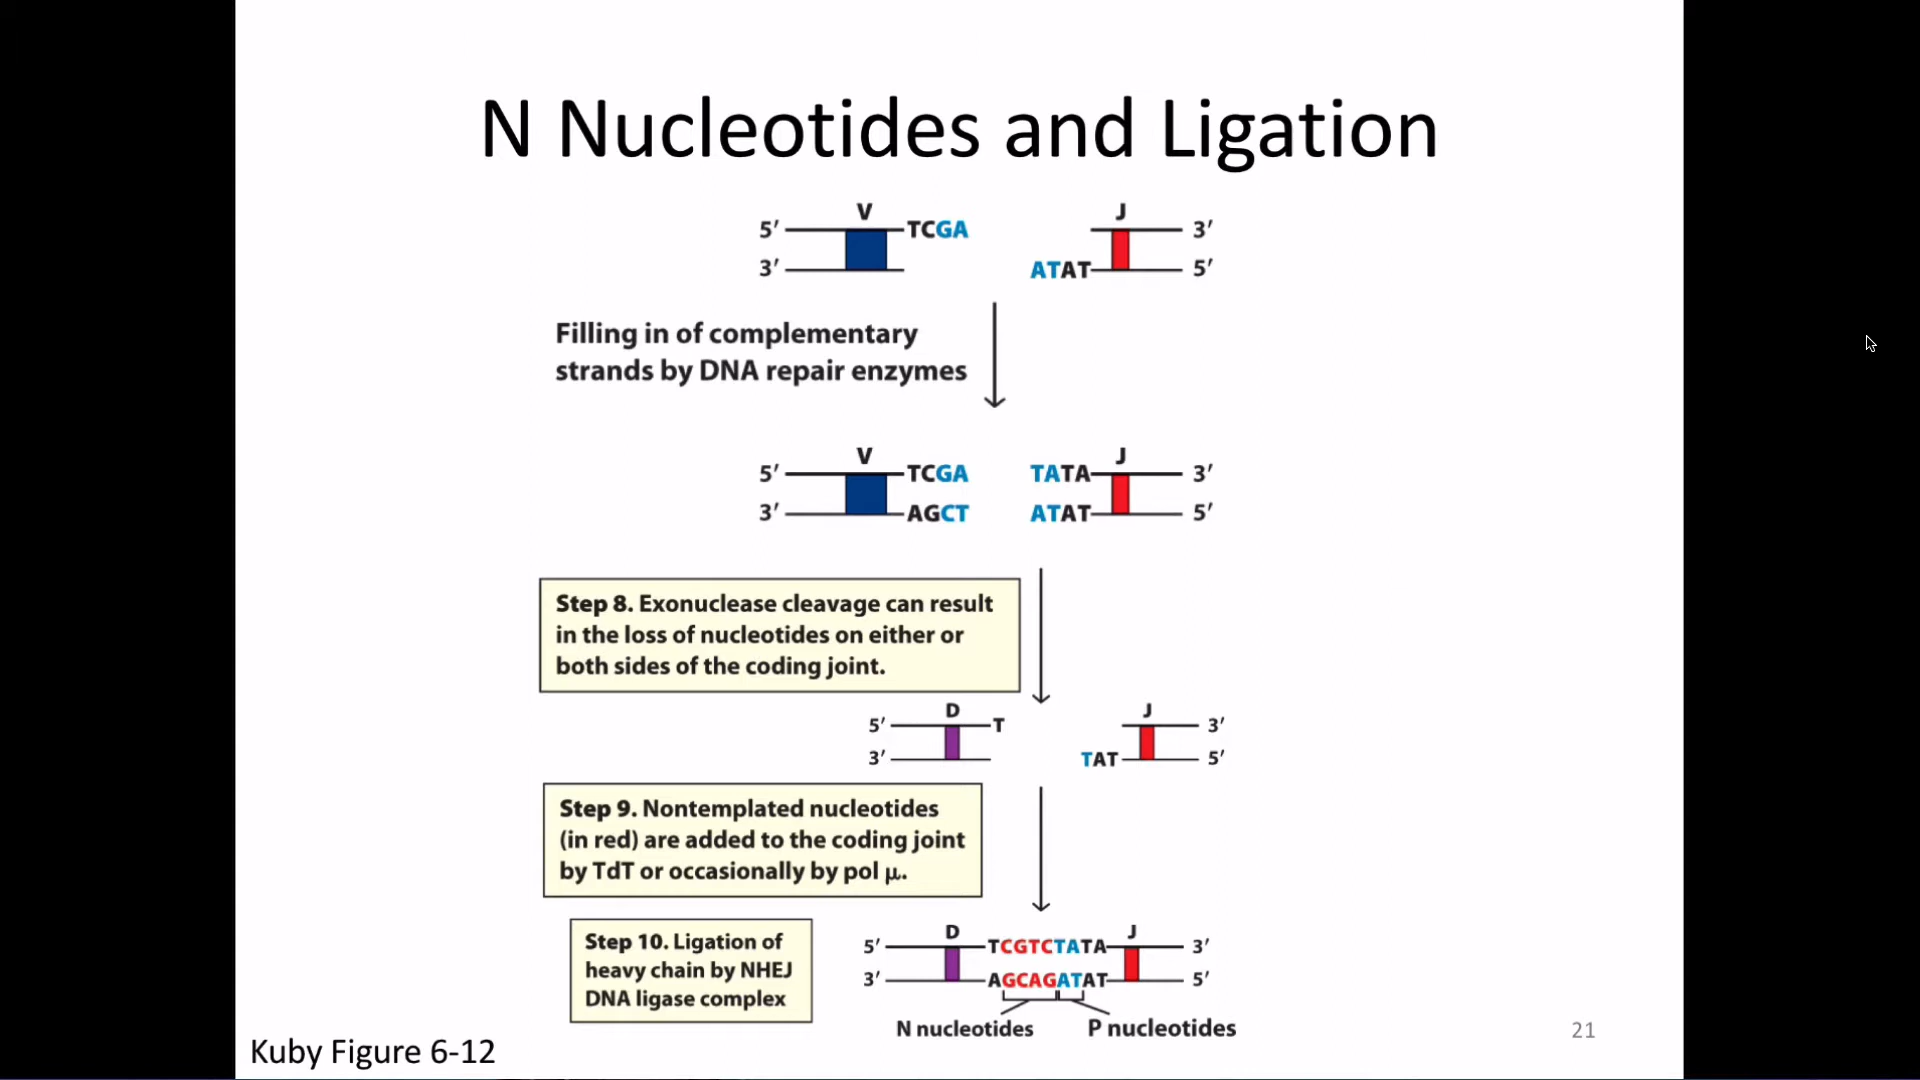 N Nucleotides and Ligation
V J
5′ TCGA 3′
3′ ATAT 5′
Filling in of complementary
strands by DNA repair enzymes
V J
5′ TCGA TATA 3′
3′ AGCT ATAT 5′
Step 8. Exonuclease cleavage can result
in the loss of nucleotides on either or
both sides of the coding joint.
D J
5′ T 3′
3′ TAT 5′
Step 9. Nontemplated nucleotides
(in red) are added to the coding joint
by TdT or occasionally by pol μ.
Step 10. Ligation of
heavy chain by NHEJ
DNA ligase complex
D J
5′ TCGTCTATA 3′
3′ AGCAGATAT 5′
N nucleotides P nucleotides
Kuby Figure 6-12
21